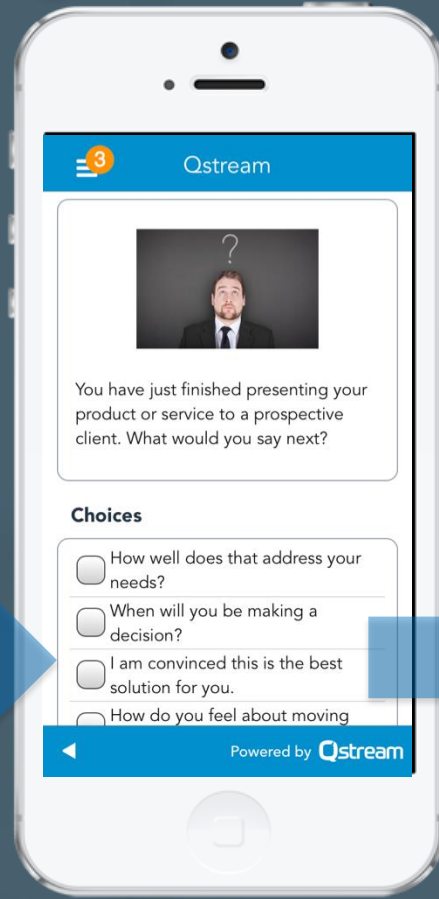 3
Qstream
?
You have just finished presenting your
product or service to a prospective
client. What would you say next?
Choices
How well does that address your
needs?
When will you be making a
decision?
I am convinced this is the best
solution for you.
How do you feel about moving
Powered by Qstream